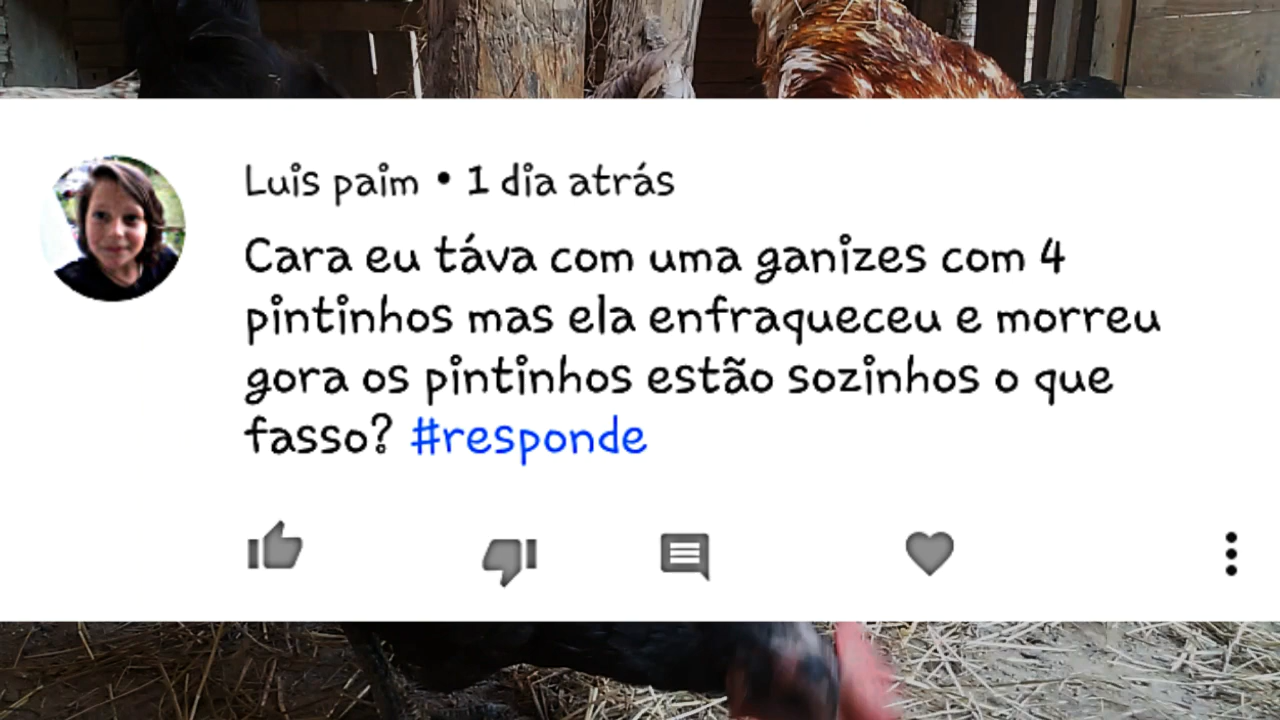 Luis paim • 1 dia atrás
Cara eu táva com uma ganizes com 4
pintinhos mas ela enfraqueceu e morreu
gora os pintinhos estão sozinhos o que
fasso? #responde